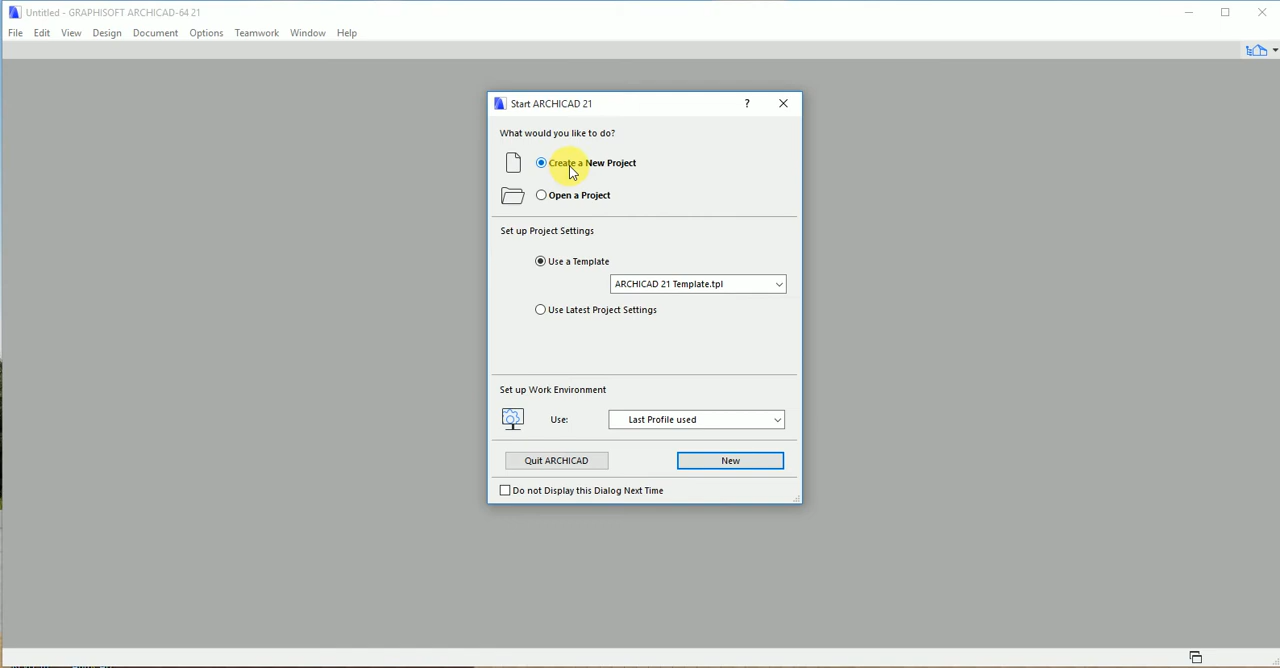 Untitled - GRAPHISOFT ARCHICAD-64 21
File Edit View Design Document Options Teamwork Window Help
Start ARCHICAD 21 ?
What would you like to do?
Create a New Project
Open a Project
Set up Project Settings
Use a Template
ARCHICAD 21 Template.tpl
Use Latest Project Settings
Set up Work Environment
Use: Last Profile used
Quit ARCHICAD New
Do not Display this Dialog Next Time